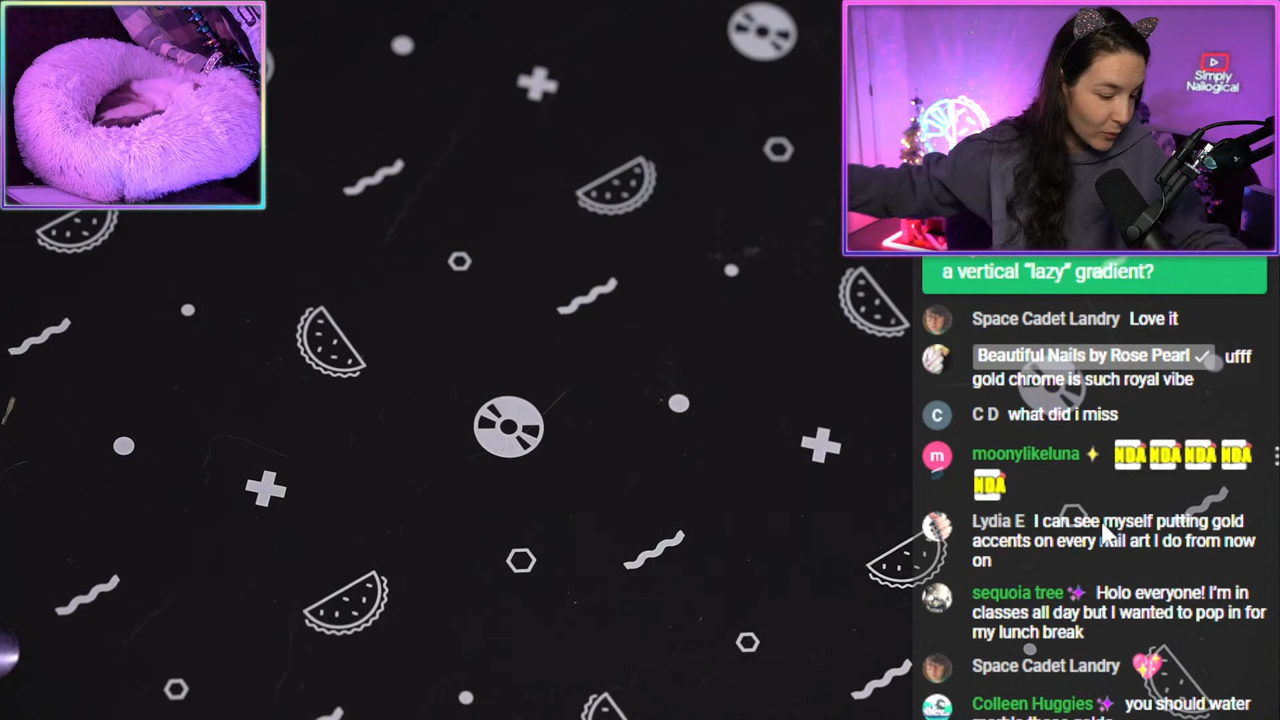 Simply
Nailogical
a vertical “lazy” gradient?
Space Cadet Landry Love it
Beautiful Nails by Rose Pearl ufff
gold chrome is such royal vibe
C C D what did i miss
m moonylikeluna NDA NDA NDA NDA
NDA
Lydia E I can see myself putting gold
accents on every nail art I do from now
on
sequoia tree Holo everyone! I'm in
classes all day but I wanted to pop in for
my lunch break
Space Cadet Landry
Colleen Huggies you should water
marble these golds